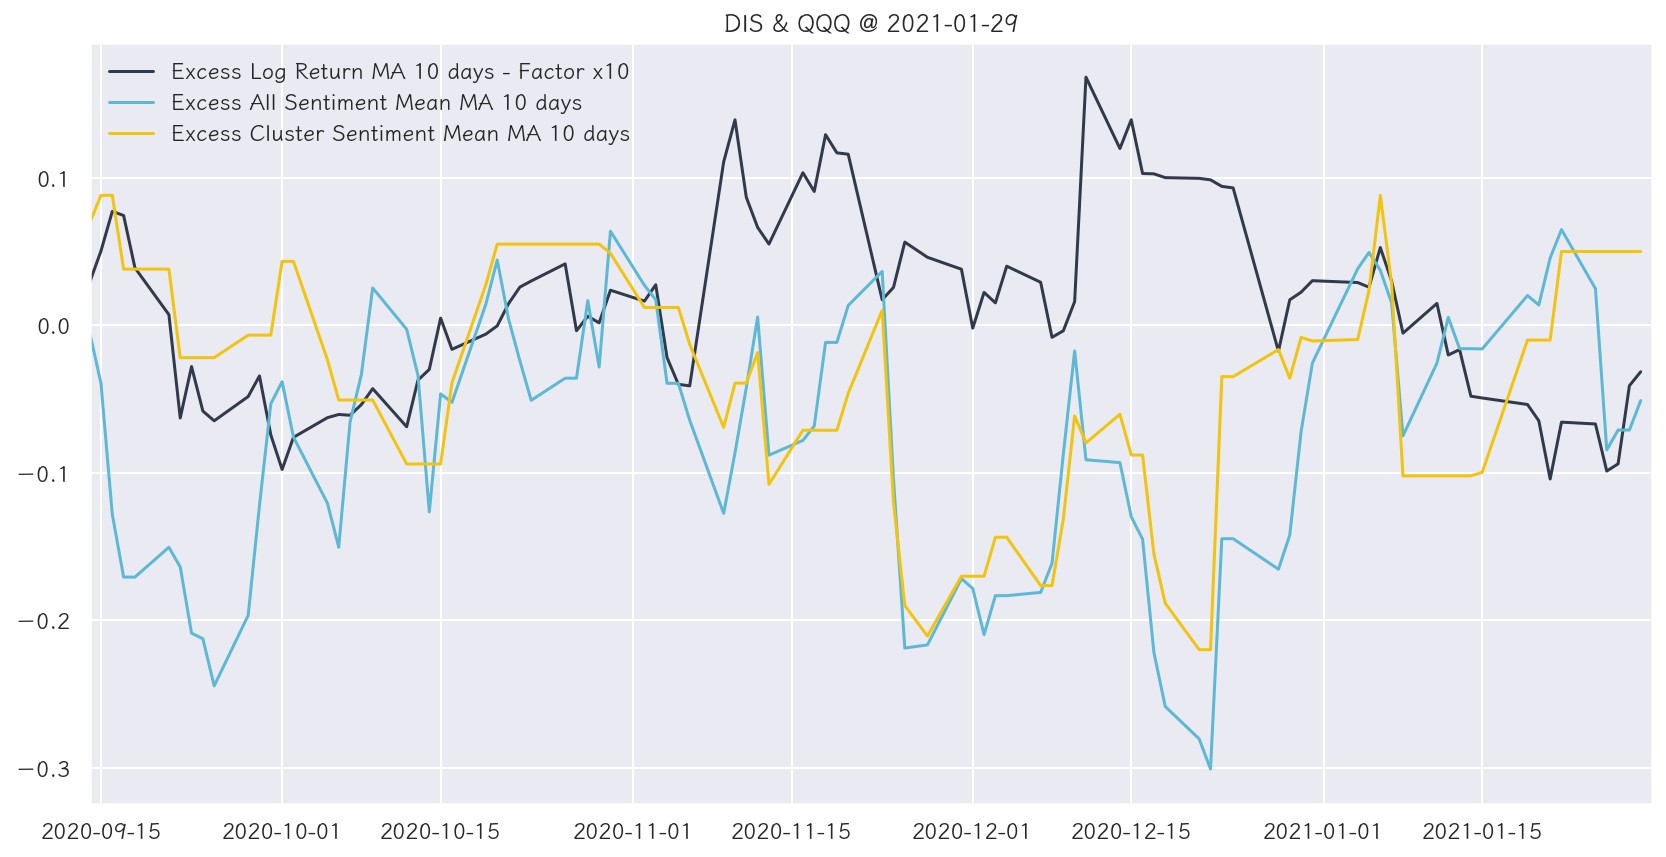 DIS & QQQ @ 2021-01-29
Excess Log Return MA 10 days - Factor x10
Excess All Sentiment Mean MA 10 days
Excess Cluster Sentiment Mean MA 10 days
0.1
0.0
−0.1
−0.2
−0.3
2020-09-15 2020-10-01 2020-10-15 2020-11-01 2020-11-15 2020-12-01 2020-12-15 2021-01-01 2021-01-15